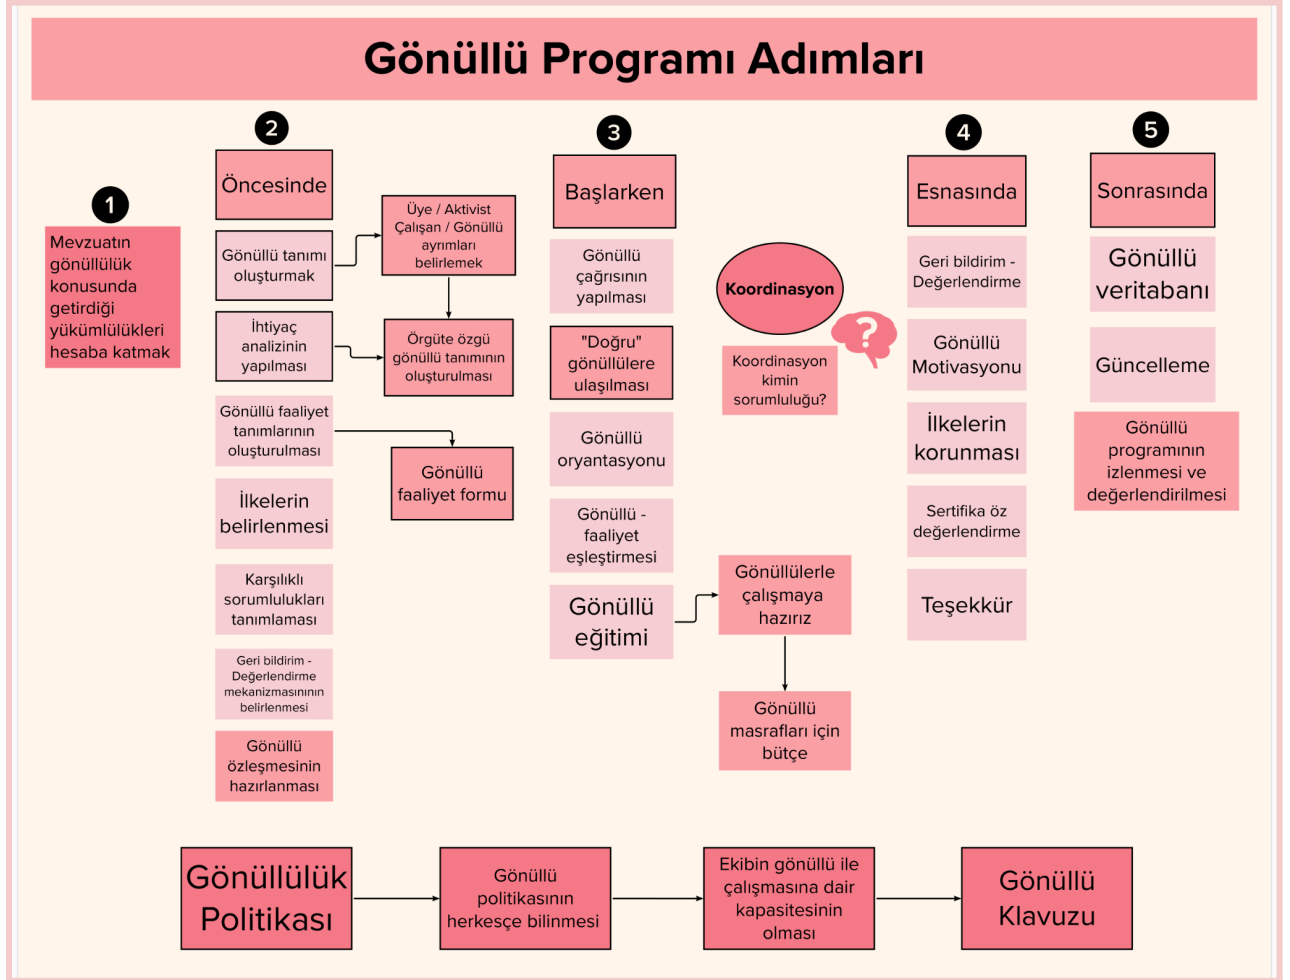 Gönüllü Programı Adımları
1
Mevzuatın
gönüllülük
konusunda
getirdiği
yükümlülükleri
hesaba katmak
2
Öncesinde
Gönüllü tanımı
oluşturmak
İhtiyaç
analizinin
yapılması
Gönüllü faaliyet
tanımlarının
oluşturulması
İlkelerin
belirlenmesi
Karşılıklı
sorumlulukları
tanımlaması
Geri bildirim -
Değerlendirme
mekanizmasınının
belirlenmesi
Gönüllü
özleşmesinin
hazırlanması
Üye / Aktivist
Çalışan / Gönüllü
ayrımları
belirlemek
Örgüte özgü
gönüllü tanımının
oluşturulması
Gönüllü
faaliyet formu
3
Başlarken
Gönüllü
çağrısının
yapılması
"Doğru"
gönüllülere
ulaşılması
Gönüllü
oryantasyonu
Gönüllü -
faaliyet
eşleştirmesi
Gönüllü
eğitimi
Koordinasyon
?
Koordinasyon
kimin
sorumluluğu?
Gönüllülerle
çalışmaya
hazırız
Gönüllü
masrafları için
bütçe
4
Esnasında
Geri bildirim -
Değerlendirme
Gönüllü
Motivasyonu
İlkelerin
korunması
Sertifika öz
değerlendirme
Teşekkür
5
Sonrasında
Gönüllü
veritabanı
Güncelleme
Gönüllü
programının
izlenmesi ve
değerlendirilmesi
Gönüllülük
Politikası
Gönüllü
politikasının
herkesçe bilinmesi
Ekibin gönüllü ile
çalışmasına dair
kapasitesinin
olması
Gönüllü
Klavuzu